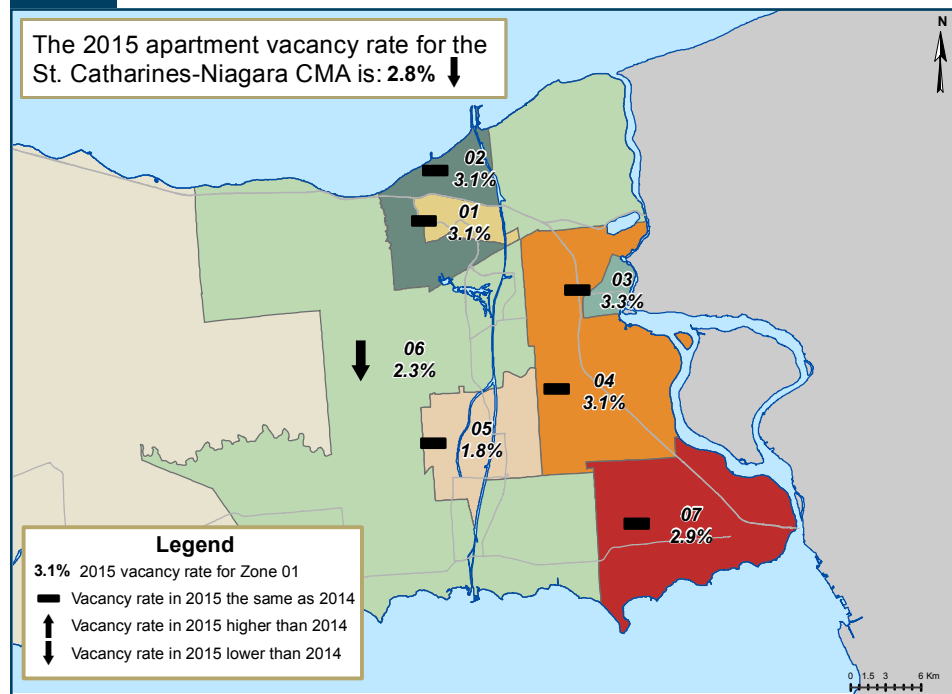 The 2015 apartment vacancy rate for the
St. Catharines-Niagara CMA is: 2.8%
N
02
3.1%
01
3.1%
03
3.3%
06
2.3%
04
3.1%
05
1.8%
07
2.9%
Legend
3.1% 2015 vacancy rate for Zone 01
Vacancy rate in 2015 the same as 2014
Vacancy rate in 2015 higher than 2014
Vacancy rate in 2015 lower than 2014
0 1.5 3 6 Km